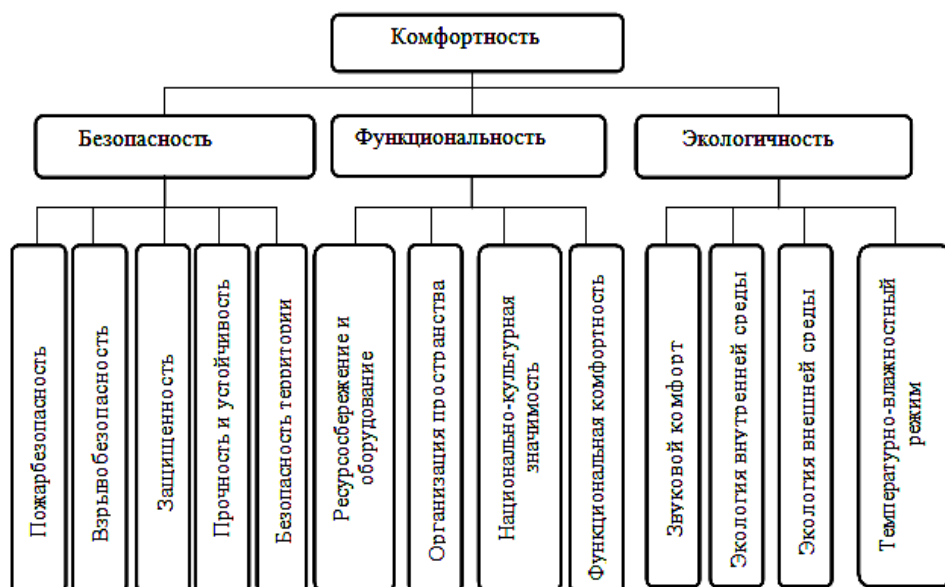 Комфортность
Безопасность
Функциональность
Экологичность
Пожарбезопасность
Взрывобезопасность
Защищенность
Прочность и устойчивость
Безопасность территории
Ресурсосбережение и
оборудование
Организация пространства
Национально-культурная
значимость
Функциональная комфортность
Звуковой комфорт
Экология внутренней среды
Экология внешней среды
Температурно-влажностный
режим